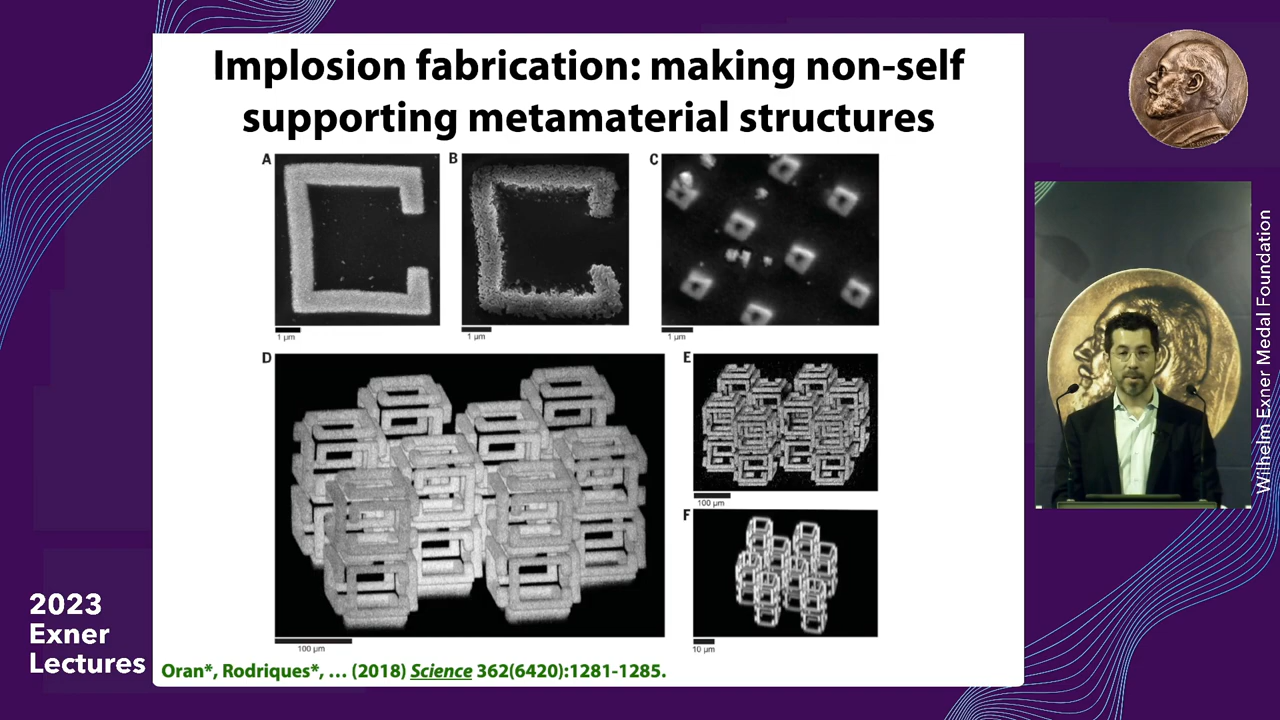 Implosion fabrication: making non-self
supporting metamaterial structures
A
B
C
1 µm
1 µm
1 µm
D
E
100 µm
F
100 µm
10 µm
Oran*, Rodriques*, … (2018) Science 362(6420):1281-1285.
2023
Exner
Lectures
Wilhelm Exner Medal Foundation